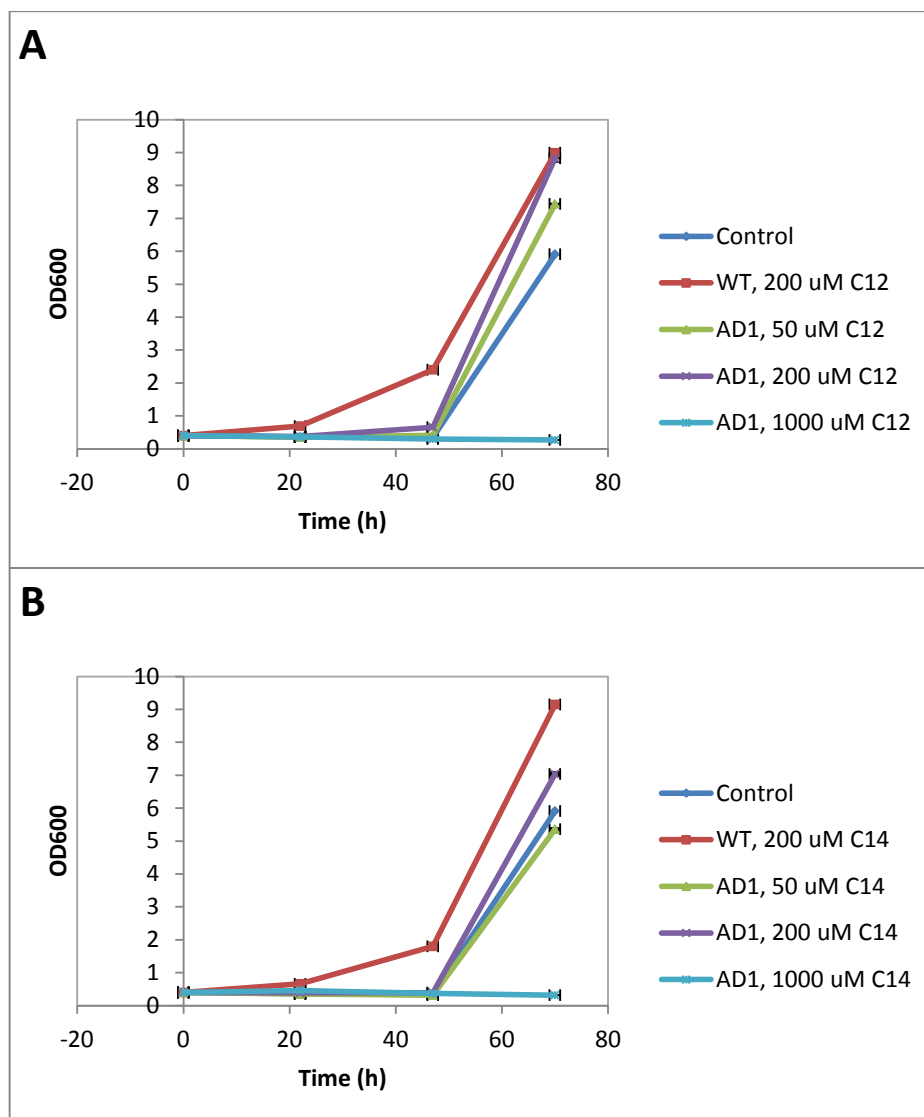 A
10
9
8
7
6
5
4
3
2
1
0
OD600
-20 0 20 40 60 80
Time (h)
Control
WT, 200 uM C12
AD1, 50 uM C12
AD1, 200 uM C12
AD1, 1000 uM C12
B
10
9
8
7
6
5
4
3
2
1
0
OD600
-20 0 20 40 60 80
Time (h)
Control
WT, 200 uM C14
AD1, 50 uM C14
AD1, 200 uM C14
AD1, 1000 uM C14